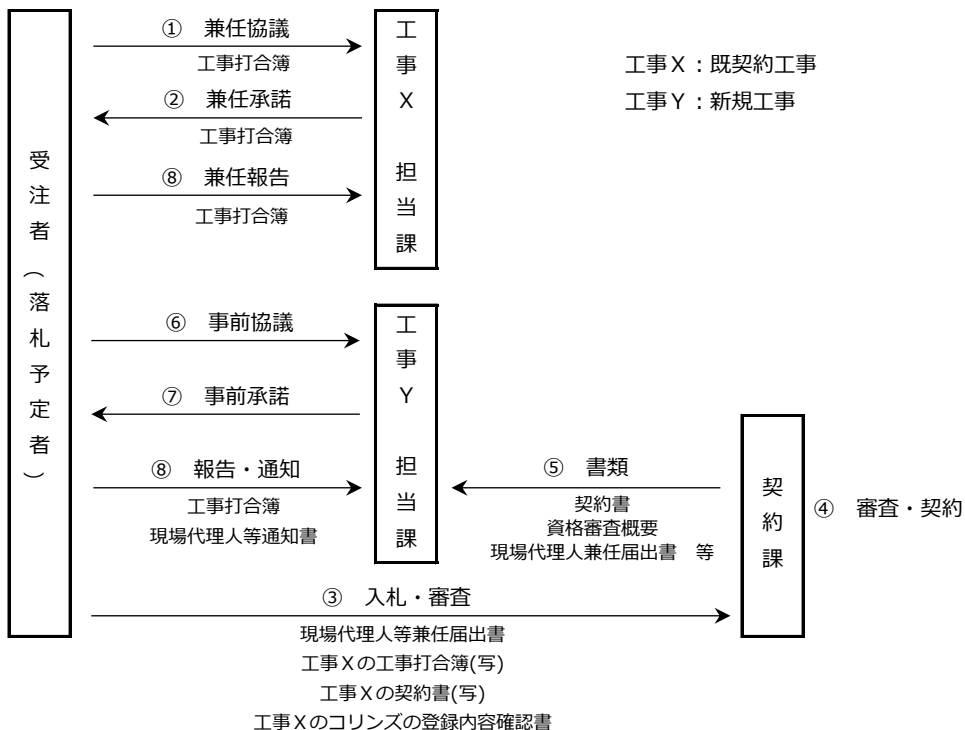 受注者（落札予定者）
① 兼任協議
工事打合簿
② 兼任承諾
工事打合簿
⑧ 兼任報告
工事打合簿
工事X 担当課
工事X：既契約工事
工事Y：新規工事
⑥ 事前協議
⑦ 事前承諾
⑧ 報告・通知
工事打合簿
現場代理人等通知書
工事Y 担当課
⑤ 書類
契約書
資格審査概要
現場代理人兼任届出書 等
契約課
④ 審査・契約
③ 入札・審査
現場代理人等兼任届出書
工事Xの工事打合簿(写)
工事Xの契約書(写)
工事Xのコリンズの登録内容確認書